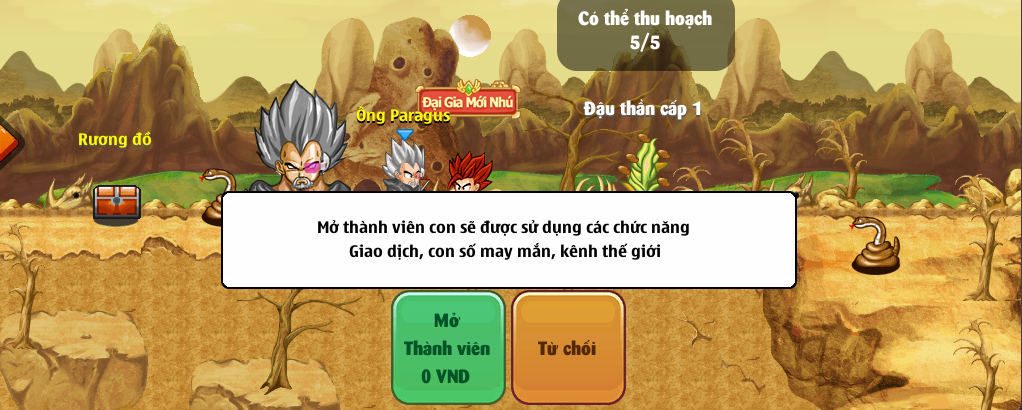 Có thể thu hoạch
5/5
Đại Gia Mới Nhú
Ông Paragus
Đậu thần cấp 1
Rương đồ
Mở thành viên con sẽ được sử dụng các chức năng
Giao dịch, con số may mắn, kênh thế giới
Mở
Thành viên
0 VND
Từ chối